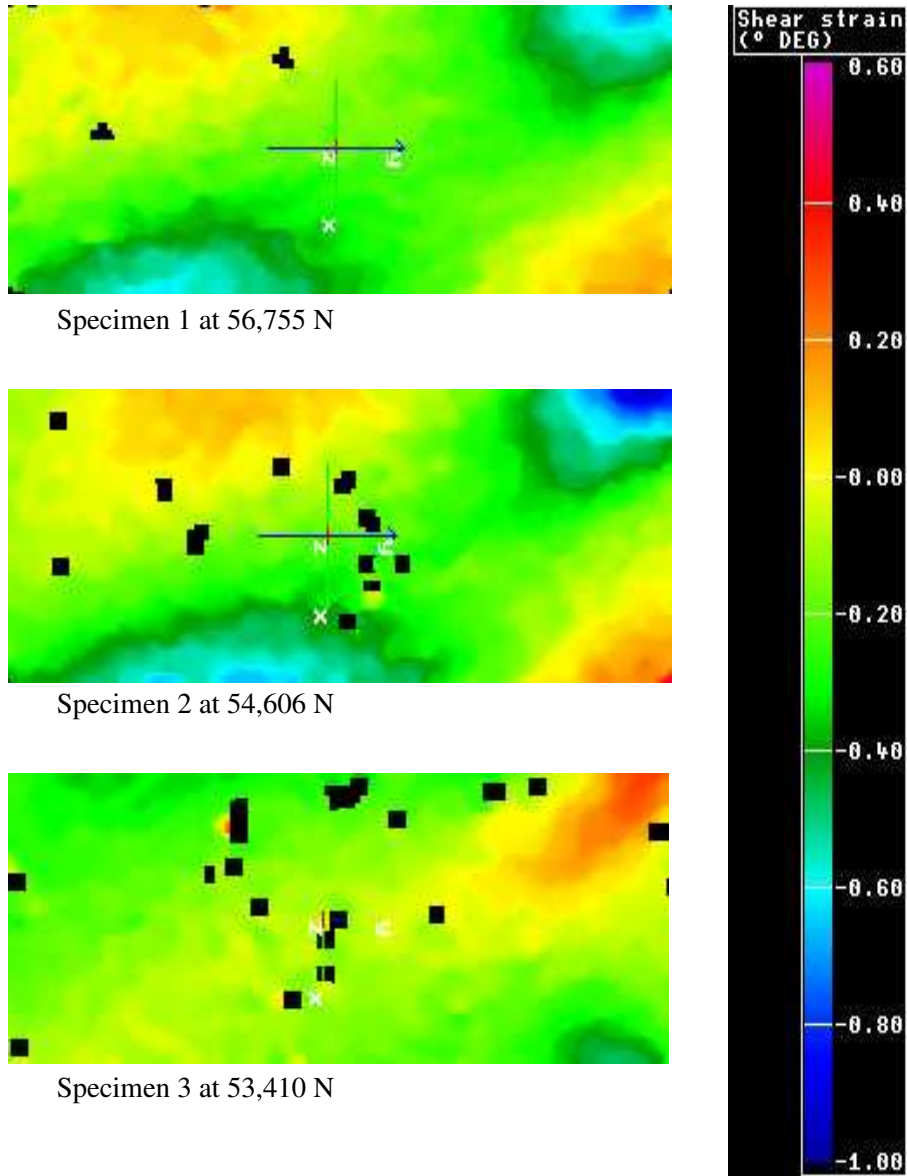 Shear strain
(° DEG)
0.60
0.40
0.20
-0.00
-0.20
-0.40
-0.60
-0.80
-1.00
Z
X
Specimen 1 at 56,755 N
Z
X
Specimen 2 at 54,606 N
Z
X
Specimen 3 at 53,410 N